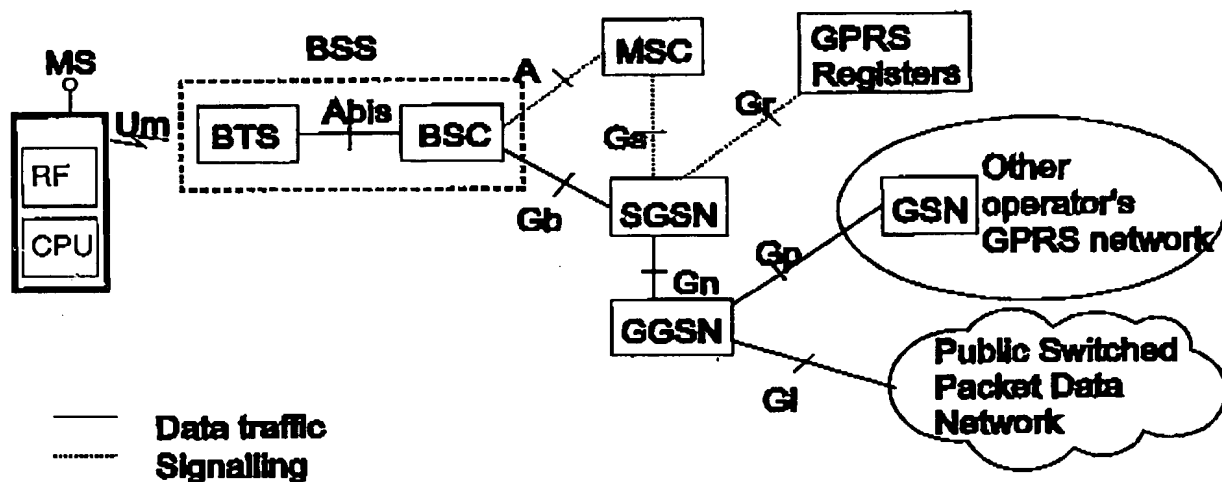 MS
RF
CPU
Um
BSS
BTS
Abis
BSC
A
MSC
GPRS
Registers
Gs
Gr
Gb
SGSN
Gn
GGSN
Gp
GSN
Other
operator's
GPRS network
Gi
Public Switched
Packet Data
Network
Data traffic
Signalling